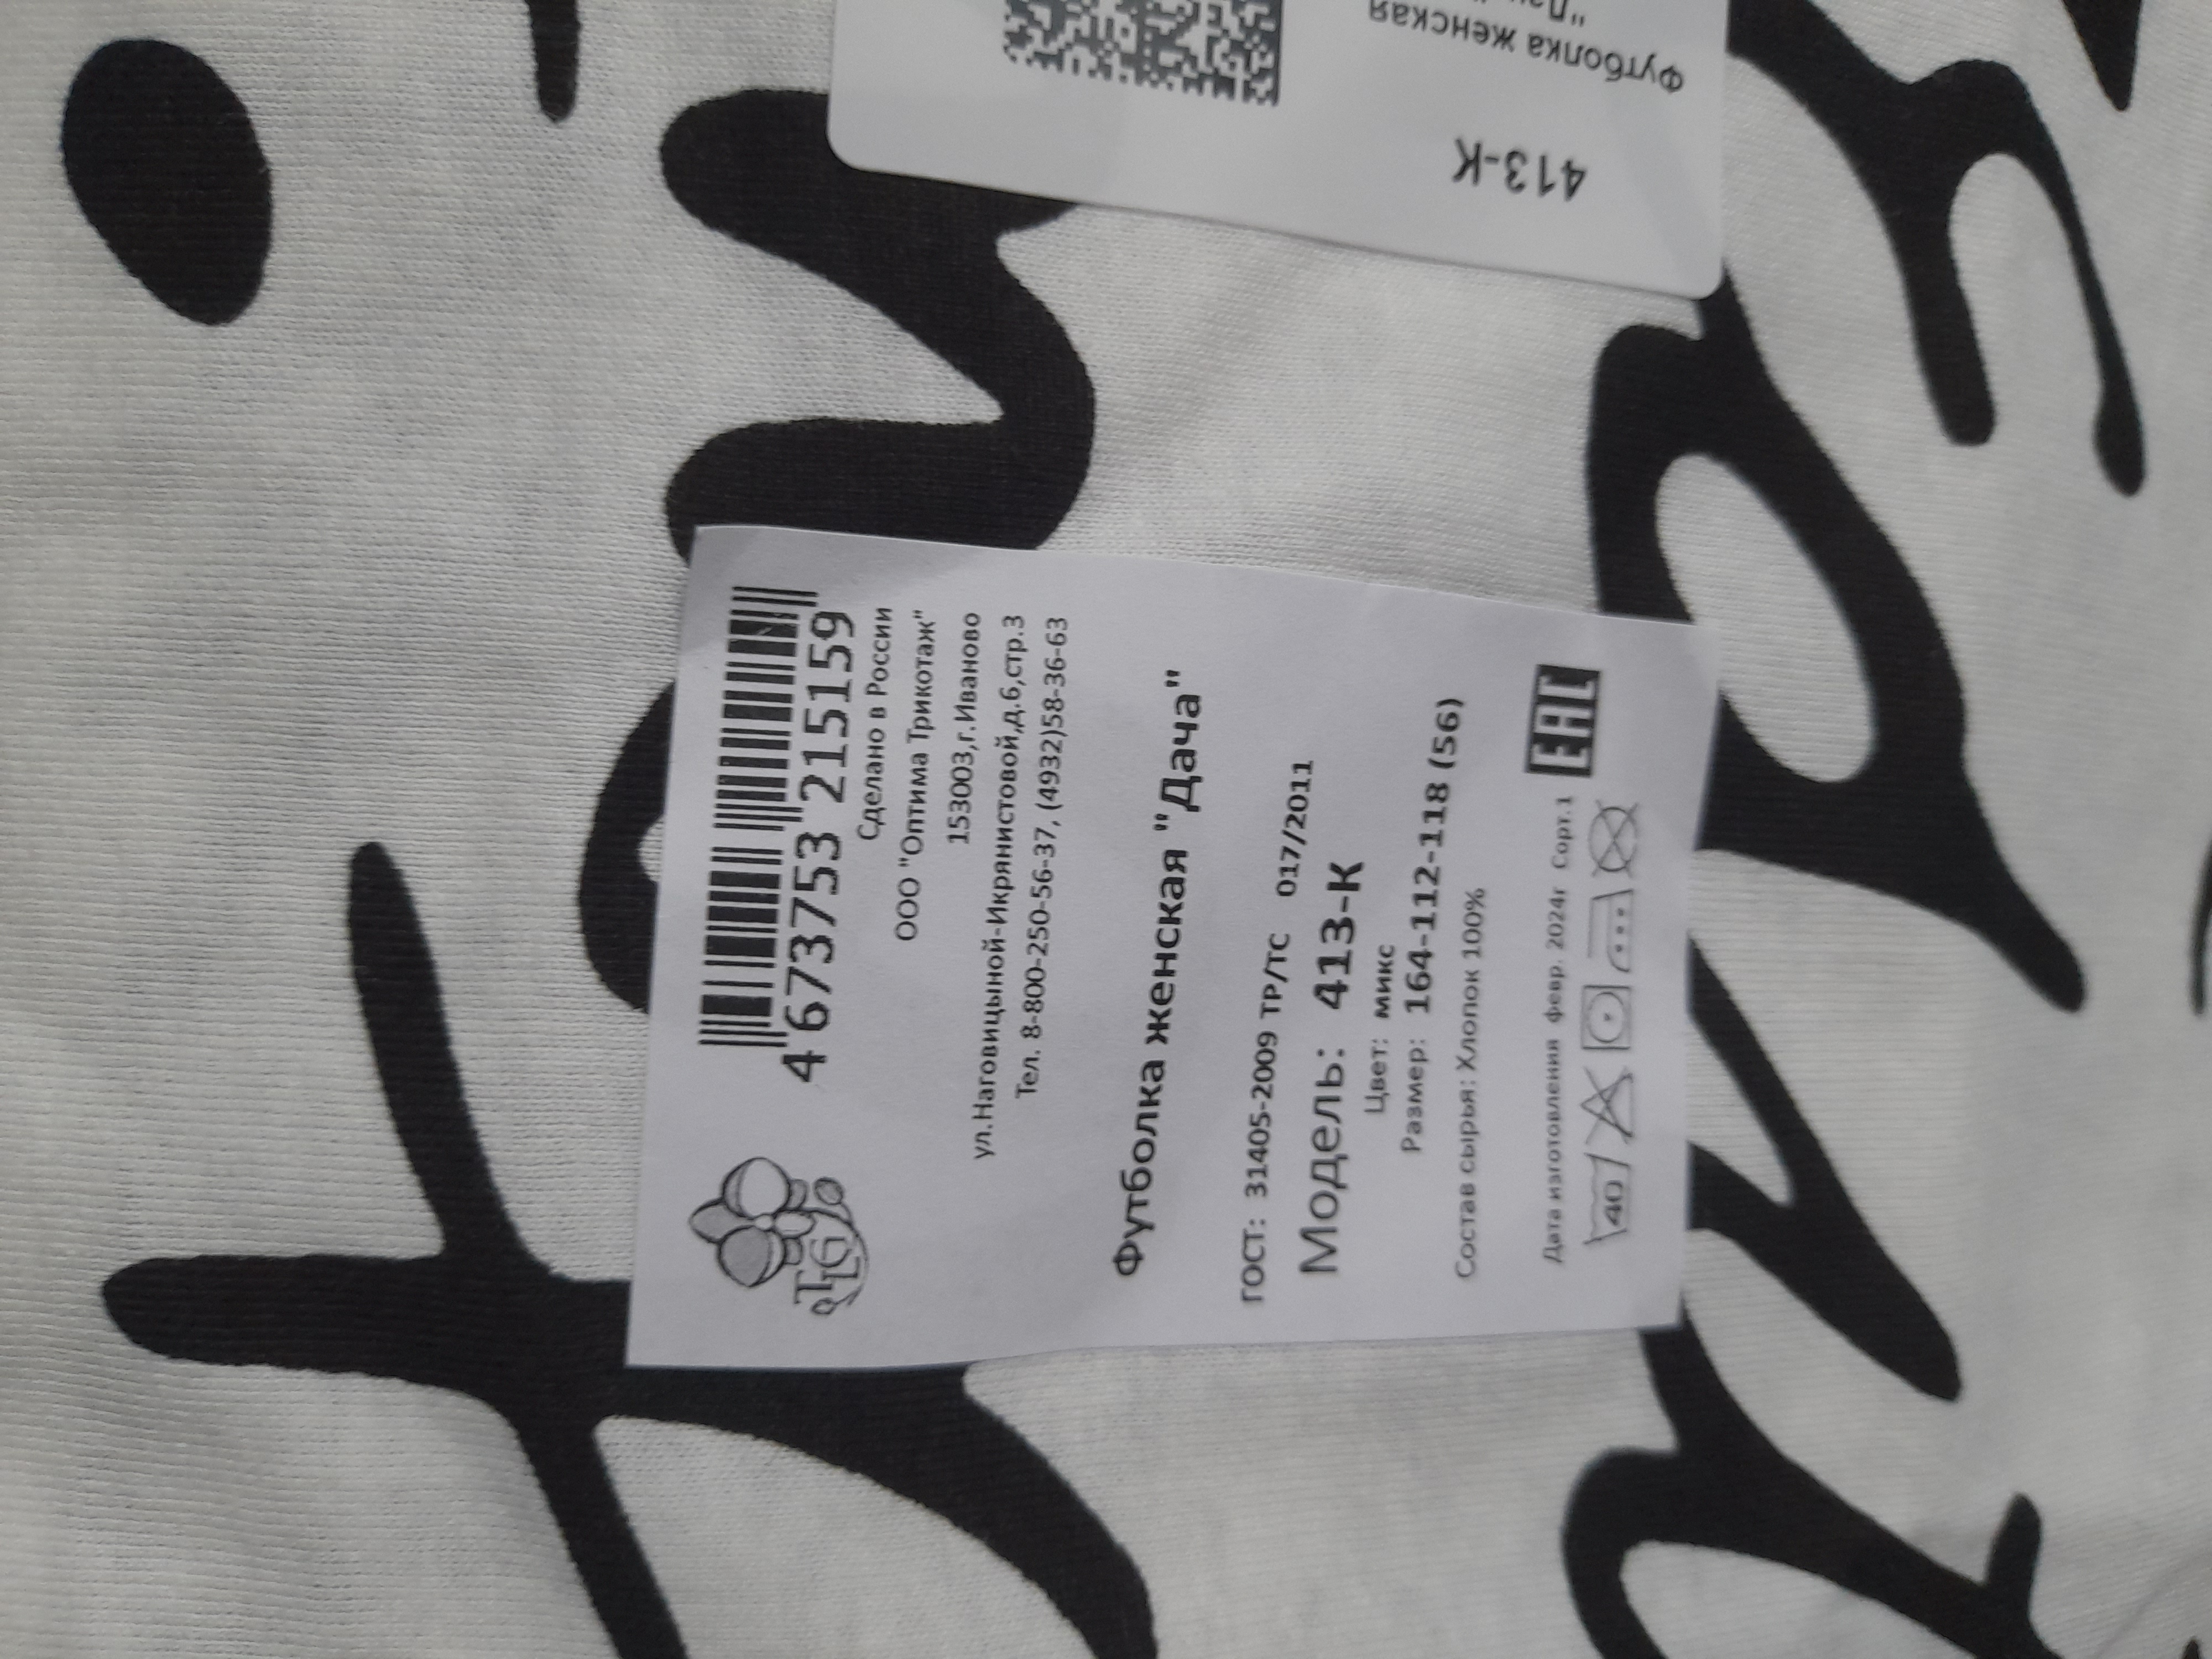 4 673753 215159
Сделано в России
ООО "Оптима Трикотаж"
153003,г.Иваново
ул.Наговицыной-Икрянистовой,д.6,стр.3
Тел. 8-800-250-56-37, (4932)58-36-63
TLG
Футболка женская "Дача"
ГОСТ: 31405-2009 ТР/ТС 017/2011
Модель: 413-К
Цвет: микс
Размер: 164-112-118 (56)
Состав сырья: Хлопок 100%
Дата изготовления февр. 2024г Сорт.1
EAC
40
413-К
Футболка женская